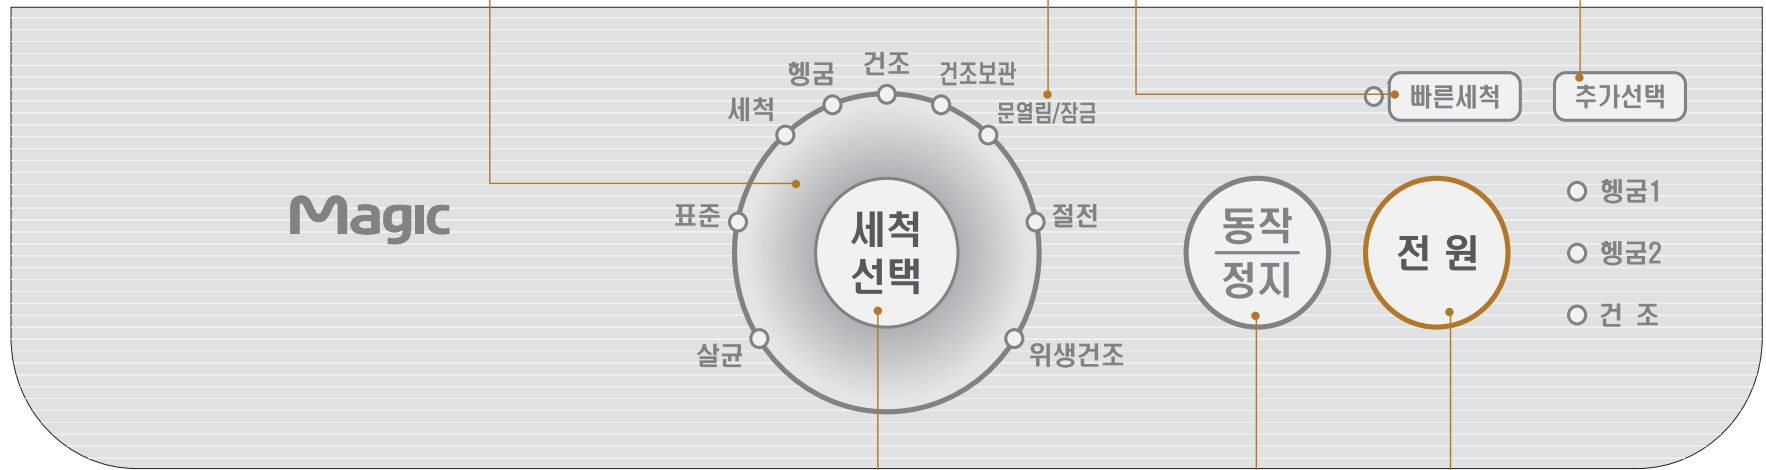 Magic
살균
표준
세척
헹굼
건조
건조보관
문열림/잠금
절전
위생건조
세척
선택
동작
정지
전 원
빠른세척
추가선택
헹굼1
헹굼2
건 조